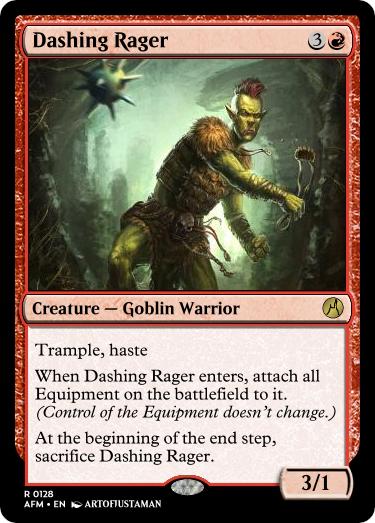 Dashing Rager 3
Creature — Goblin Warrior
Trample, haste
When Dashing Rager enters, attach all
Equipment on the battlefield to it.
(Control of the Equipment doesn't change.)
At the beginning of the end step,
sacrifice Dashing Rager.
3/1
R 0128
AFM • EN ARTOFJUSTAMAN